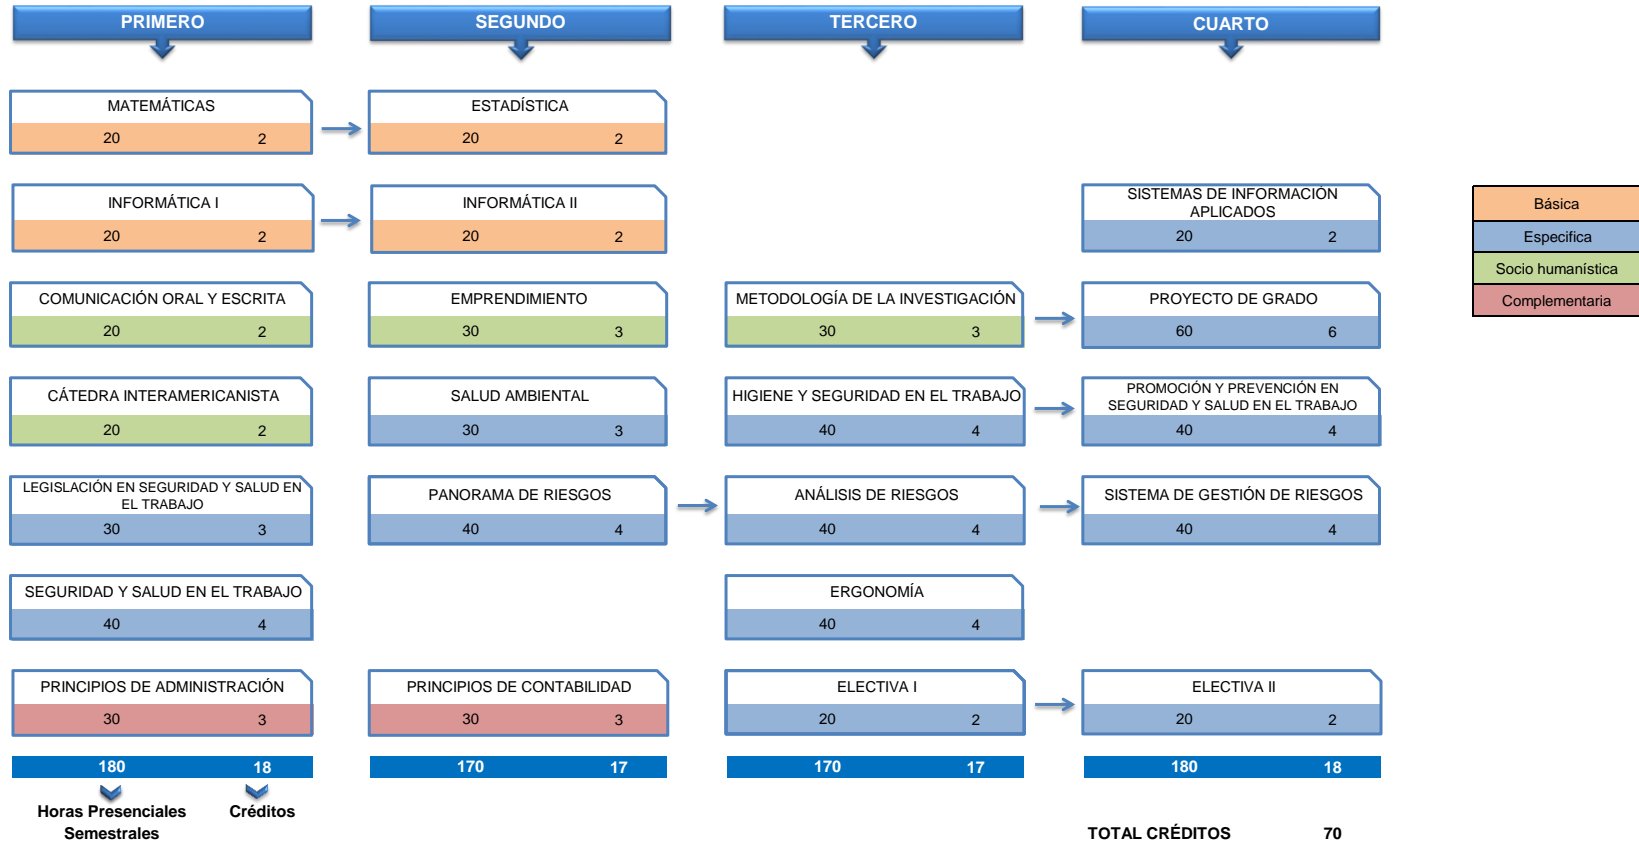 PRIMERO SEGUNDO TERCERO CUARTO
MATEMÁTICAS ESTADÍSTICA
20 2 20 2
INFORMÁTICA I INFORMÁTICA II SISTEMAS DE INFORMACIÓN
APLICADOS
20 2 20 2 20 2
Básica
Especifica
Socio humanística
Complementaria
COMUNICACIÓN ORAL Y ESCRITA EMPRENDIMIENTO METODOLOGÍA DE LA INVESTIGACIÓN PROYECTO DE GRADO
20 2 30 3 30 3 60 6
CÁTEDRA INTERAMERICANISTA SALUD AMBIENTAL HIGIENE Y SEGURIDAD EN EL TRABAJO PROMOCIÓN Y PREVENCIÓN EN
SEGURIDAD Y SALUD EN EL TRABAJO
20 2 30 3 40 4 40 4
LEGISLACIÓN EN SEGURIDAD Y SALUD EN
EL TRABAJO PANORAMA DE RIESGOS ANÁLISIS DE RIESGOS SISTEMA DE GESTIÓN DE RIESGOS
30 3 40 4 40 4 40 4
SEGURIDAD Y SALUD EN EL TRABAJO ERGONOMÍA
40 4 40 4
PRINCIPIOS DE ADMINISTRACIÓN PRINCIPIOS DE CONTABILIDAD ELECTIVA I ELECTIVA II
30 3 30 3 20 2 20 2
180 18 170 17 170 17 180 18
Horas Presenciales Créditos
Semestrales
TOTAL CRÉDITOS 70